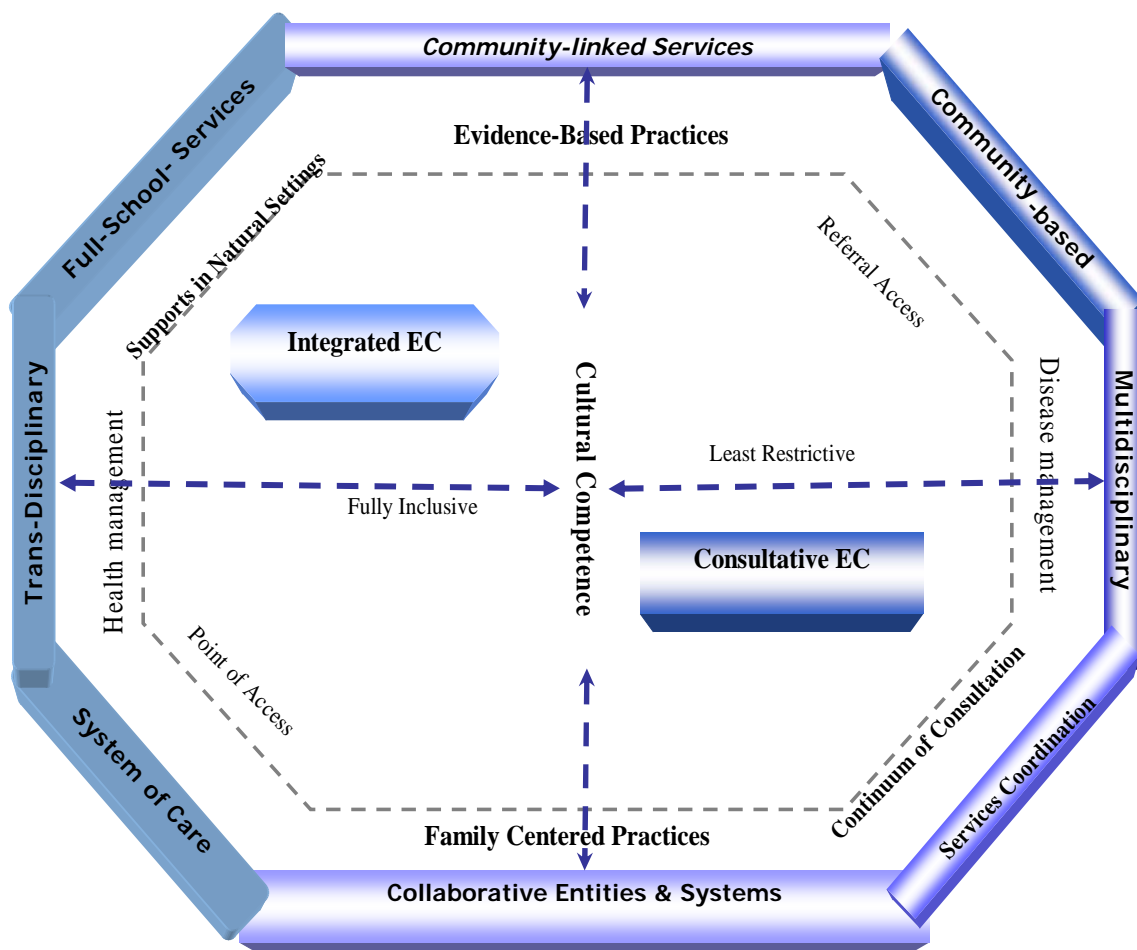 Community-linked Services
Full-School- Services
Community-based
Evidence-Based Practices
Supports in Natural Settings
Referral Access
Integrated EC
Trans-Disciplinary
Health management
Cultural Competence
Disease management
Multidisciplinary
Least Restrictive
Fully Inclusive
Consultative EC
Point of Access
System of Care
Continuum of Consultation
Services Coordination
Family Centered Practices
Collaborative Entities & Systems